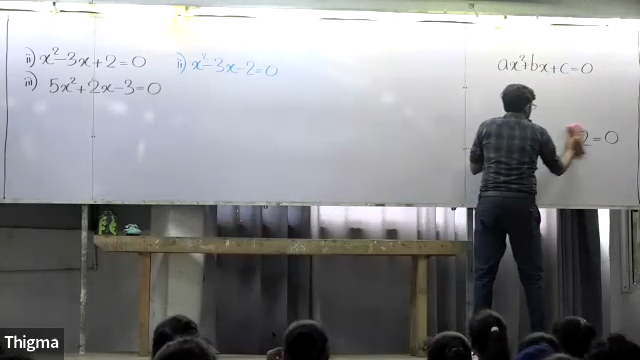 ii) x² - 3x + 2 = 0
iii) 5x² + 2x - 3 = 0
ii) x² - 3x - 2 = 0
ax² + bx + c = 0
2 = 0
Thigma